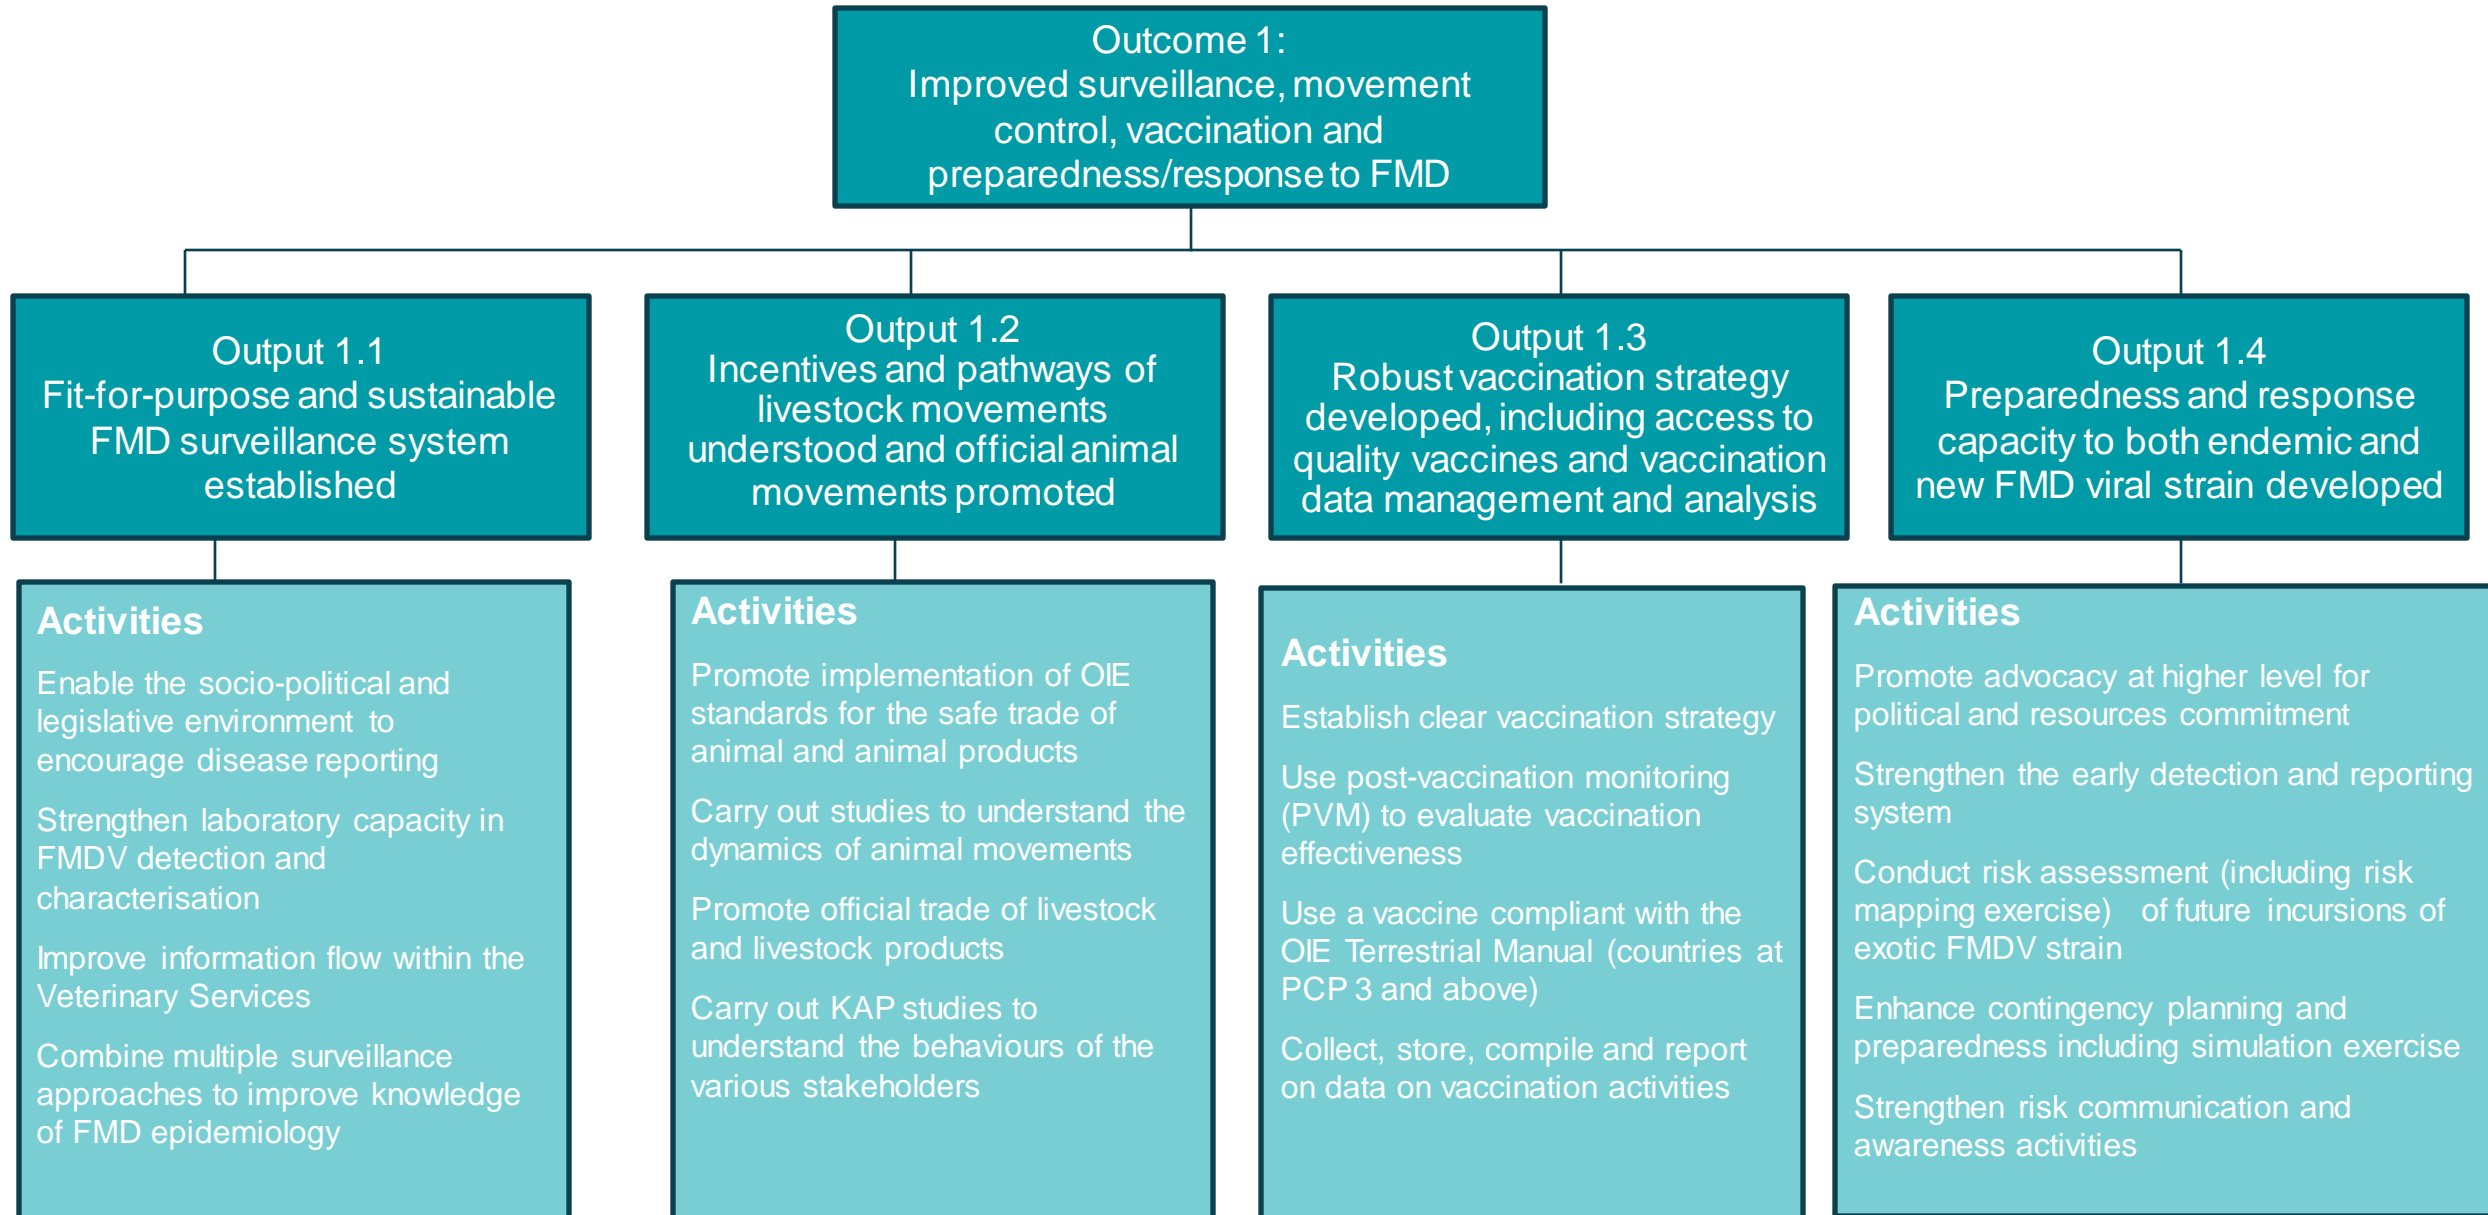 Outcome 1:
Improved surveillance, movement
control, vaccination and
preparedness/response to FMD
Output 1.1
Fit-for-purpose and sustainable
FMD surveillance system
established
Output 1.2
Incentives and pathways of
livestock movements
understood and official animal
movements promoted
Output 1.3
Robust vaccination strategy
developed, including access to
quality vaccines and vaccination
data management and analysis
Output 1.4
Preparedness and response
capacity to both endemic and
new FMD viral strain developed
Activities
Enable the socio-political and
legislative environment to
encourage disease reporting
Strengthen laboratory capacity in
FMDV detection and
characterisation
Improve information flow within the
Veterinary Services
Combine multiple surveillance
approaches to improve knowledge
of FMD epidemiology
Activities
Promote implementation of OIE
standards for the safe trade of
animal and animal products
Carry out studies to understand the
dynamics of animal movements
Promote official trade of livestock
and livestock products
Carry out KAP studies to
understand the behaviours of the
various stakeholders
Activities
Establish clear vaccination strategy
Use post-vaccination monitoring
(PVM) to evaluate vaccination
effectiveness
Use a vaccine compliant with the
OIE Terrestrial Manual (countries at
PCP 3 and above)
Collect, store, compile and report
on data on vaccination activities
Activities
Promote advocacy at higher level for
political and resources commitment
Strengthen the early detection and reporting
system
Conduct risk assessment (including risk
mapping exercise) of future incursions of
exotic FMDV strain
Enhance contingency planning and
preparedness including simulation exercise
Strengthen risk communication and
awareness activities